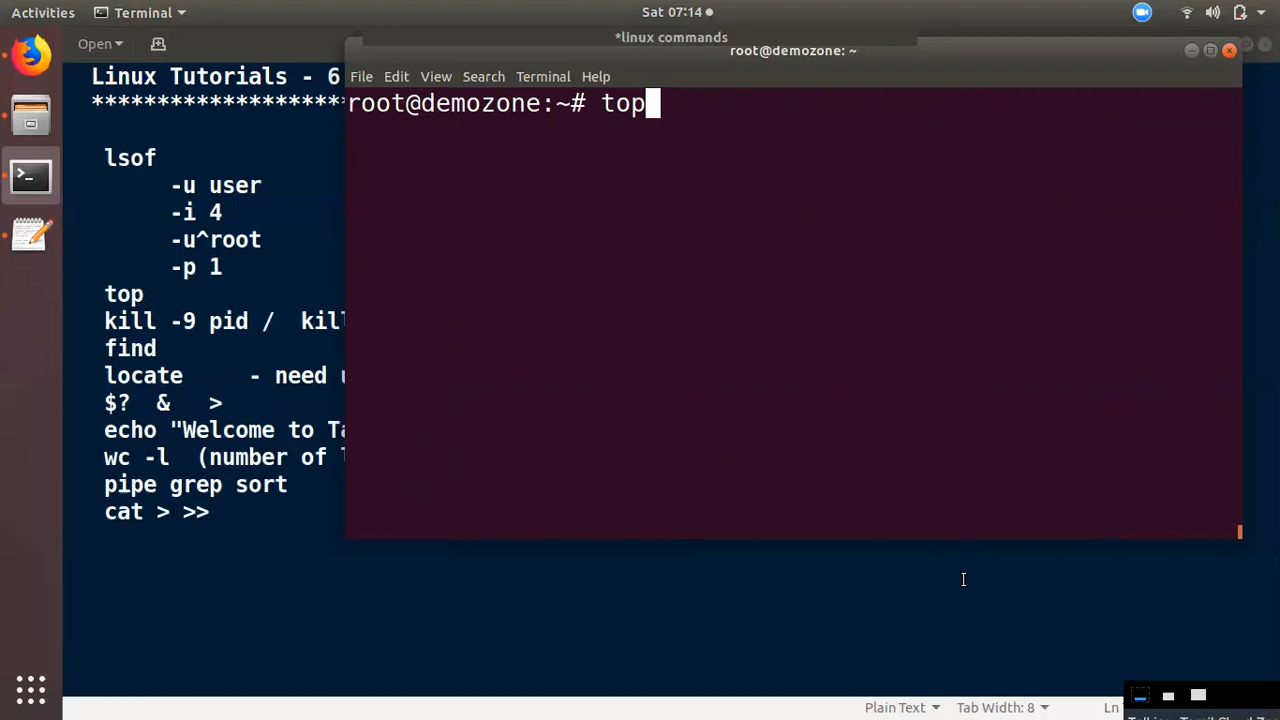 Activities Terminal Sat 07:14
Open *linux commands
root@demozone: ~
File Edit View Search Terminal Help
root@demozone:~# top
Linux Tutorials - 6
********************
lsof
-u user
-i 4
-u^root
-p 1
top
kill -9 pid / kill
find
locate - need
$? & >
echo "Welcome to
wc -l (number of
pipe grep sort
cat > >>
Plain Text Tab Width: 8 Ln